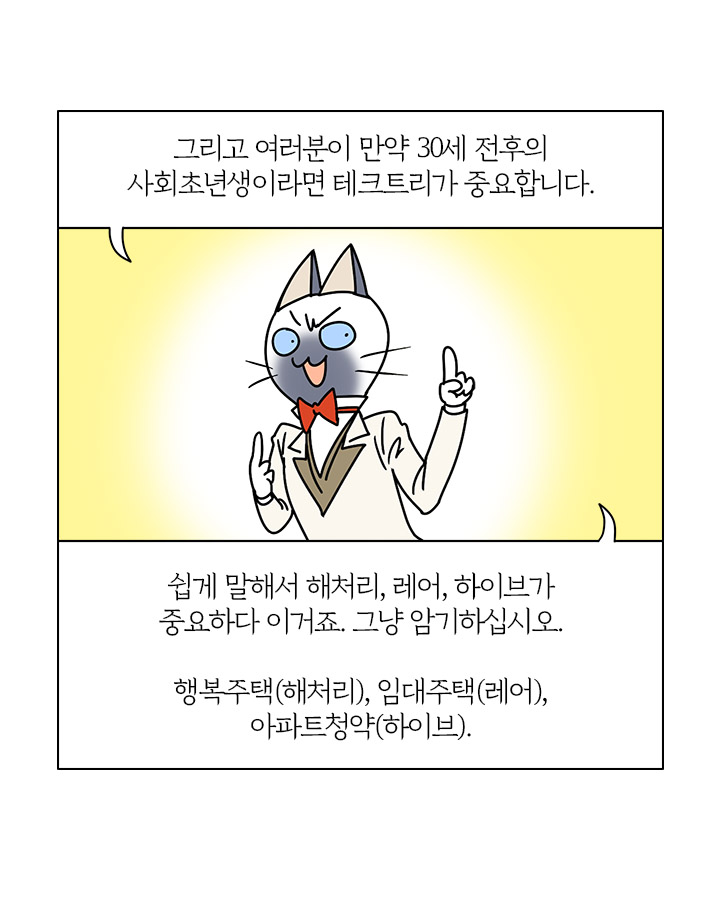 그리고 여러분이 만약 30세 전후의
사회초년생이라면 테크트리가 중요합니다.
쉽게 말해서 해처리, 레어, 하이브가
중요하다 이거죠. 그냥 암기하십시오.
행복주택(해처리), 임대주택(레어),
아파트청약(하이브).